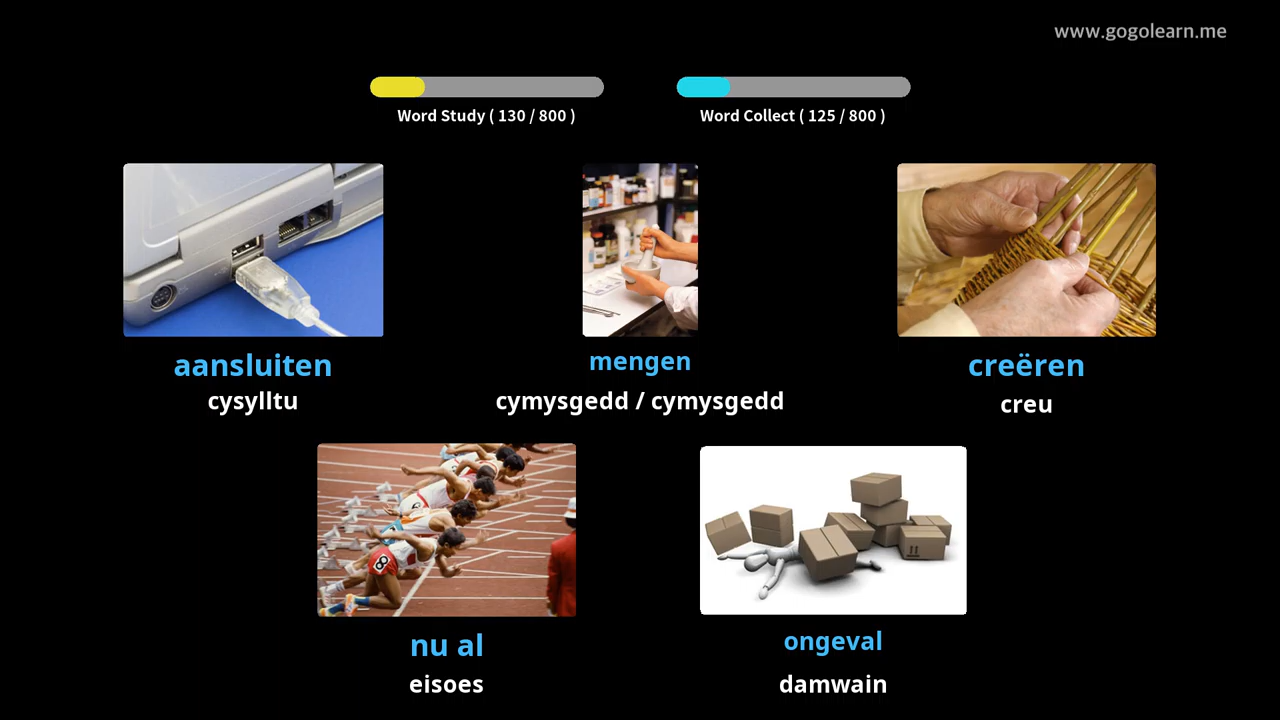 www.gogolearn.me
Word Study ( 130 / 800 )
Word Collect ( 125 / 800 )
aansluiten
cysylltu
mengen
cymysgedd / cymysgedd
creëren
creu
nu al
eisoes
ongeval
damwain